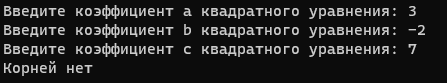 Введите коэффициент a квадратного уравнения: 3
Введите коэффициент b квадратного уравнения: -2
Введите коэффициент c квадратного уравнения: 7
Корней нет